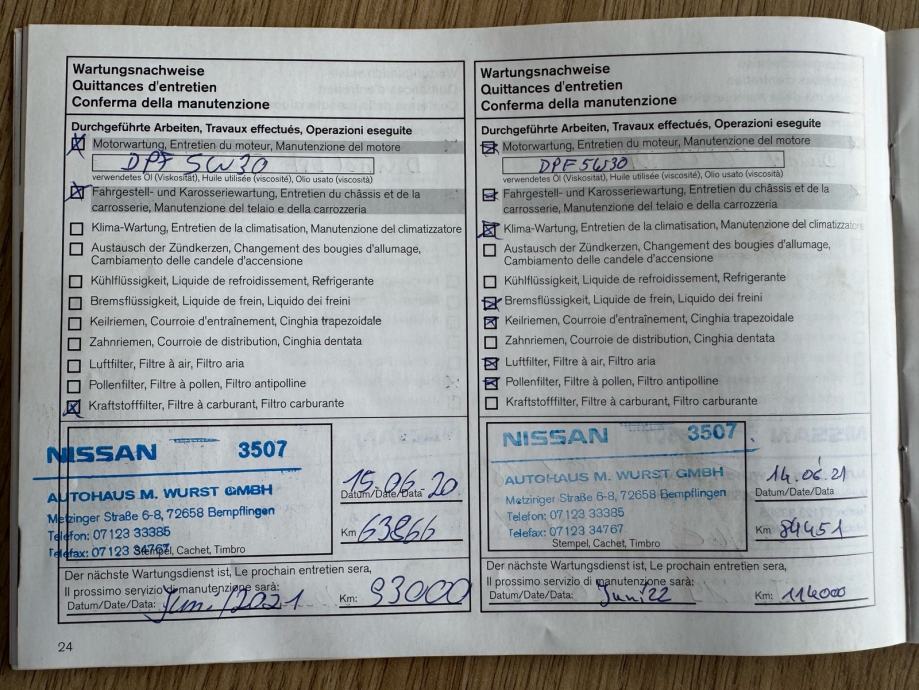 Wartungsnachweise
Quittances d'entretien
Conferma della manutenzione
Durchgeführte Arbeiten, Travaux effectués, Operazioni eseguite
Motorwartung, Entretien du moteur, Manutenzione del motore
DPF 5W30
verwendetes Öl (Viskosität), Huile utilisée (viscosité), Olio usato (viscosità)
Fahrgestell- und Karosseriewartung, Entretien du châssis et de la
carrosserie, Manutenzione del telaio e della carrozzeria
Klima-Wartung, Entretien de la climatisation, Manutenzione del climatizzatore
Austausch der Zündkerzen, Changement des bougies d'allumage,
Cambiamento delle candele d'accensione
Kühlflüssigkeit, Liquide de refroidissement, Refrigerante
Bremsflüssigkeit, Liquide de frein, Liquido dei freini
Keilriemen, Courroie d'entraînement, Cinghia trapezoidale
Zahnriemen, Courroie de distribution, Cinghia dentata
Luftfilter, Filtre à air, Filtro aria
Pollenfilter, Filtre à pollen, Filtro antipolline
Kraftstofffilter, Filtre à carburant, Filtro carburante
NISSAN 3507
AUTOHAUS M. WURST GMBH
Metzinger Straße 6-8, 72658 Bempflingen
Telefon: 07123 33385
Telefax: 07123 34767
Stempel, Cachet, Timbro
15.06.20
Datum/Date/Data
Km 63866
Der nächste Wartungsdienst ist, Le prochain entretien sera,
Il prossimo servizio di manutenzione sarà:
Datum/Date/Data: Juni/2021 Km: 93000
24
Wartungsnachweise
Quittances d'entretien
Conferma della manutenzione
Durchgeführte Arbeiten, Travaux effectués, Operazioni eseguite
Motorwartung, Entretien du moteur, Manutenzione del motore
DPF 5W30
verwendetes Öl (Viskosität), Huile utilisée (viscosité), Olio usato (viscosità)
Fahrgestell- und Karosseriewartung, Entretien du châssis et de la
carrosserie, Manutenzione del telaio e della carrozzeria
Klima-Wartung, Entretien de la climatisation, Manutenzione del climatizzatore
Austausch der Zündkerzen, Changement des bougies d'allumage,
Cambiamento delle candele d'accensione
Kühlflüssigkeit, Liquide de refroidissement, Refrigerante
Bremsflüssigkeit, Liquide de frein, Liquido dei freini
Keilriemen, Courroie d'entraînement, Cinghia trapezoidale
Zahnriemen, Courroie de distribution, Cinghia dentata
Luftfilter, Filtre à air, Filtro aria
Pollenfilter, Filtre à pollen, Filtro antipolline
Kraftstofffilter, Filtre à carburant, Filtro carburante
NISSAN 3507
AUTOHAUS M. WURST GMBH
Metzinger Straße 6-8, 72658 Bempflingen
Telefon: 07123 33385
Telefax: 07123 34767
Stempel, Cachet, Timbro
14.06.21
Datum/Date/Data
Km 84451
Der nächste Wartungsdienst ist, Le prochain entretien sera,
Il prossimo servizio di manutenzione sarà:
Datum/Date/Data: Juni 22 Km: 114000